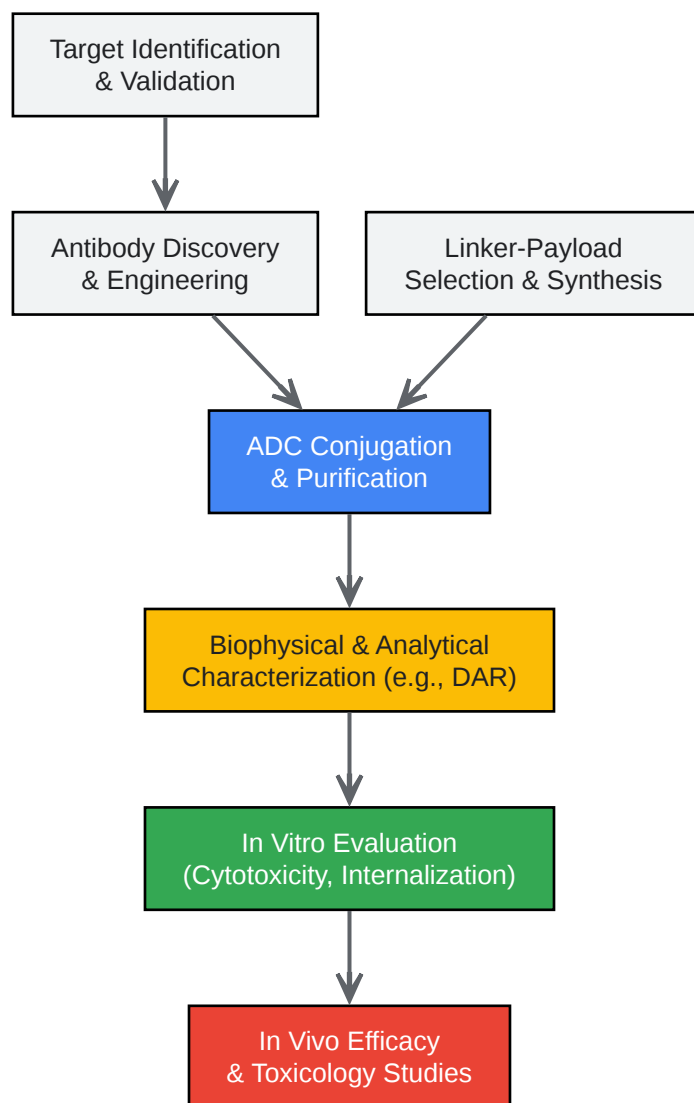 Target Identification
& Validation
Antibody Discovery
& Engineering
Linker-Payload
Selection & Synthesis
ADC Conjugation
& Purification
Biophysical & Analytical
Characterization (e.g., DAR)
In Vitro Evaluation
(Cytotoxicity, Internalization)
In Vivo Efficacy
& Toxicology Studies